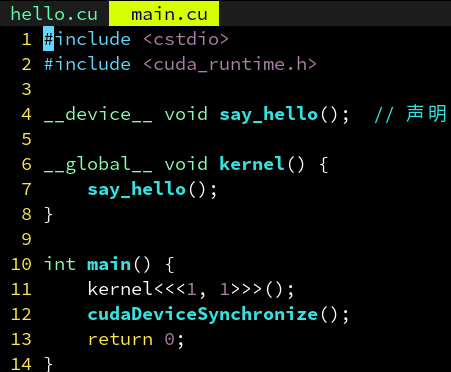 hello.cu main.cu
1 #include <cstdio>
2 #include <cuda_runtime.h>
3
4 __device__ void say_hello(); // 声明
5
6 __global__ void kernel() {
7     say_hello();
8 }
9
10 int main() {
11     kernel<<<1, 1>>>();
12     cudaDeviceSynchronize();
13     return 0;
14 }